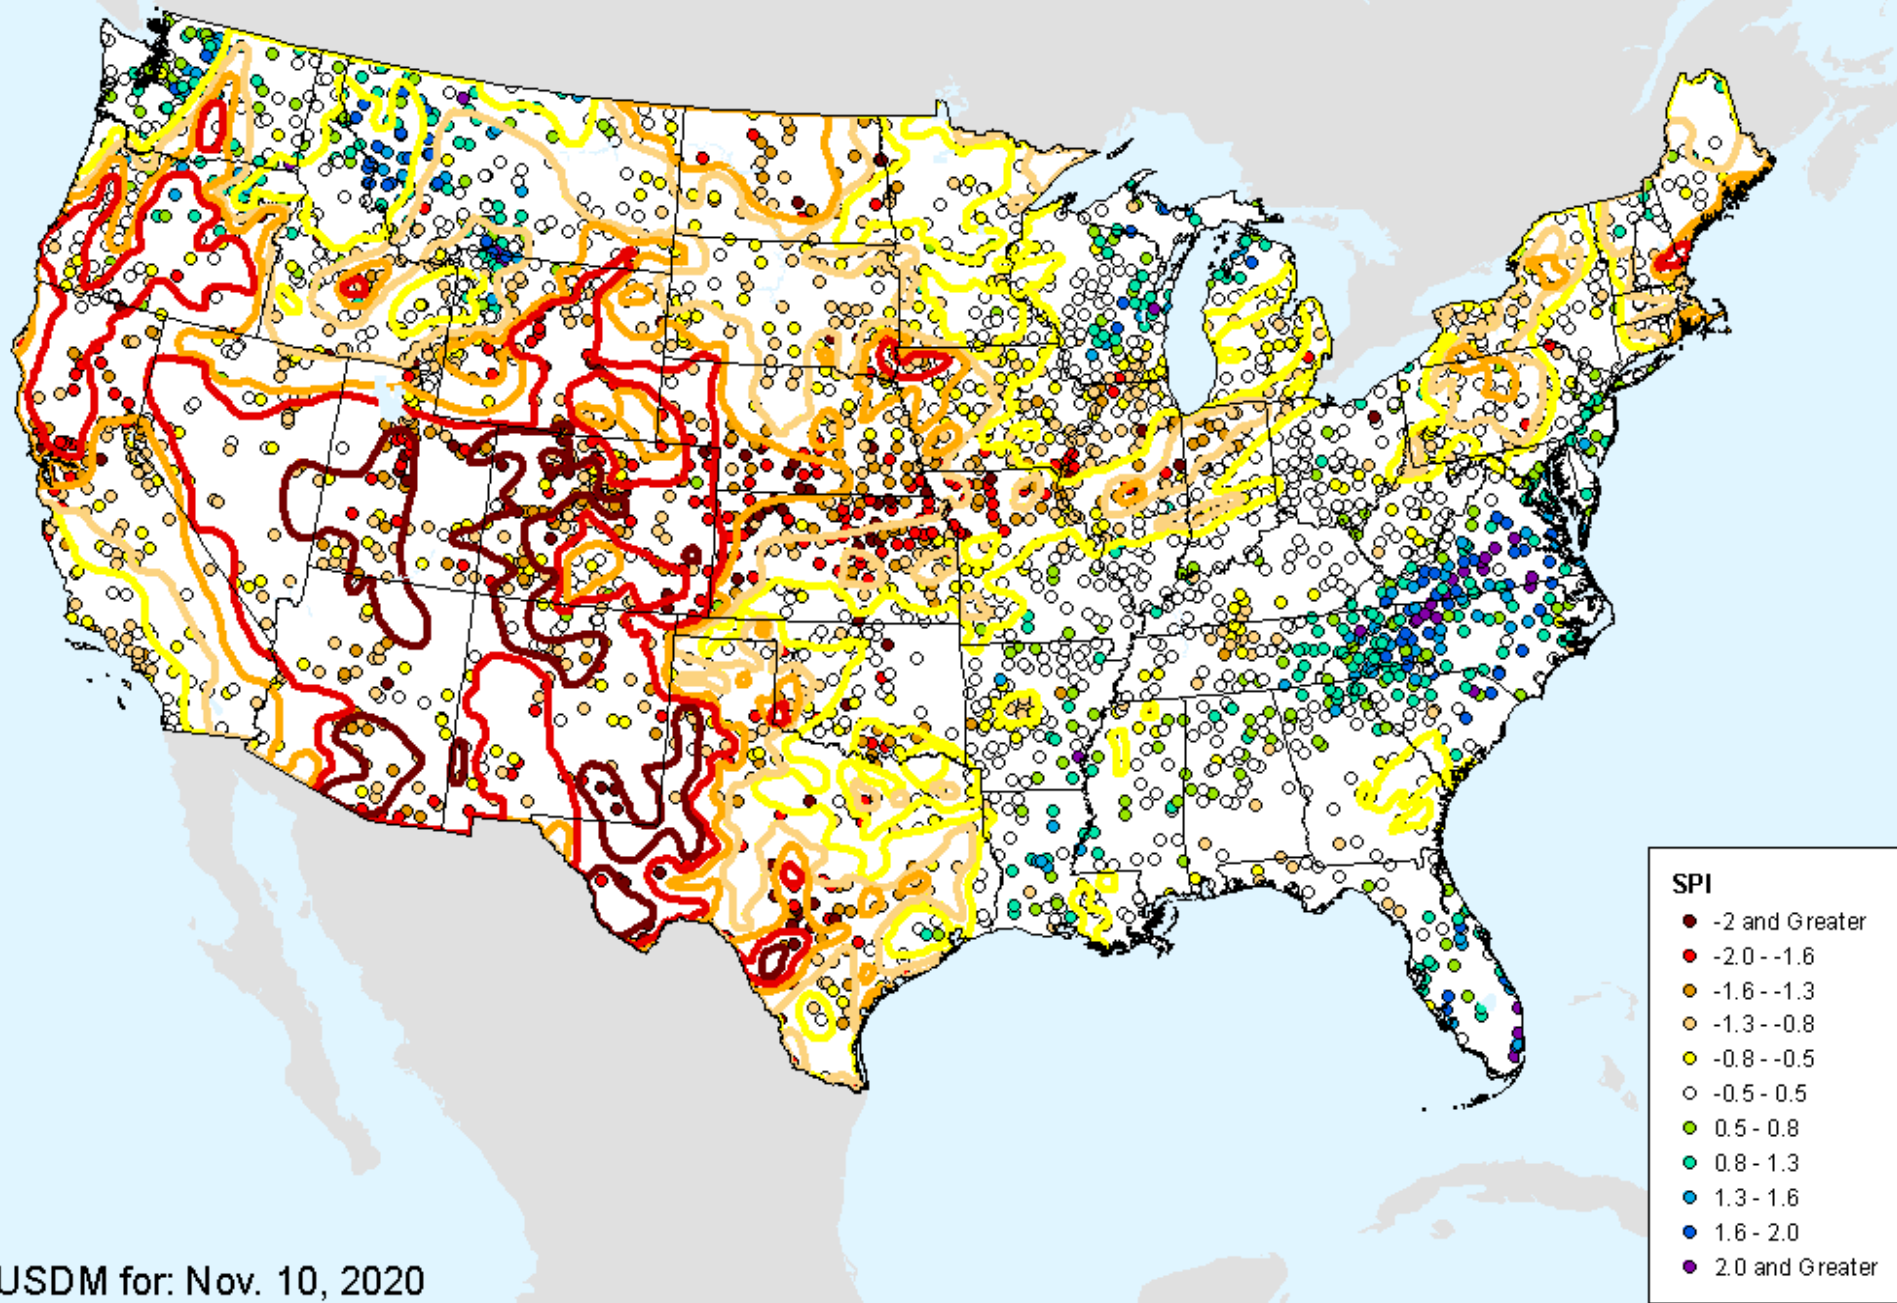 SPI
-2 and Greater
-2.0 - -1.6
-1.6 - -1.3
-1.3 - -0.8
-0.8 - -0.5
-0.5 - 0.5
0.5 - 0.8
0.8 - 1.3
1.3 - 1.6
1.6 - 2.0
2.0 and Greater
USDM for: Nov. 10, 2020